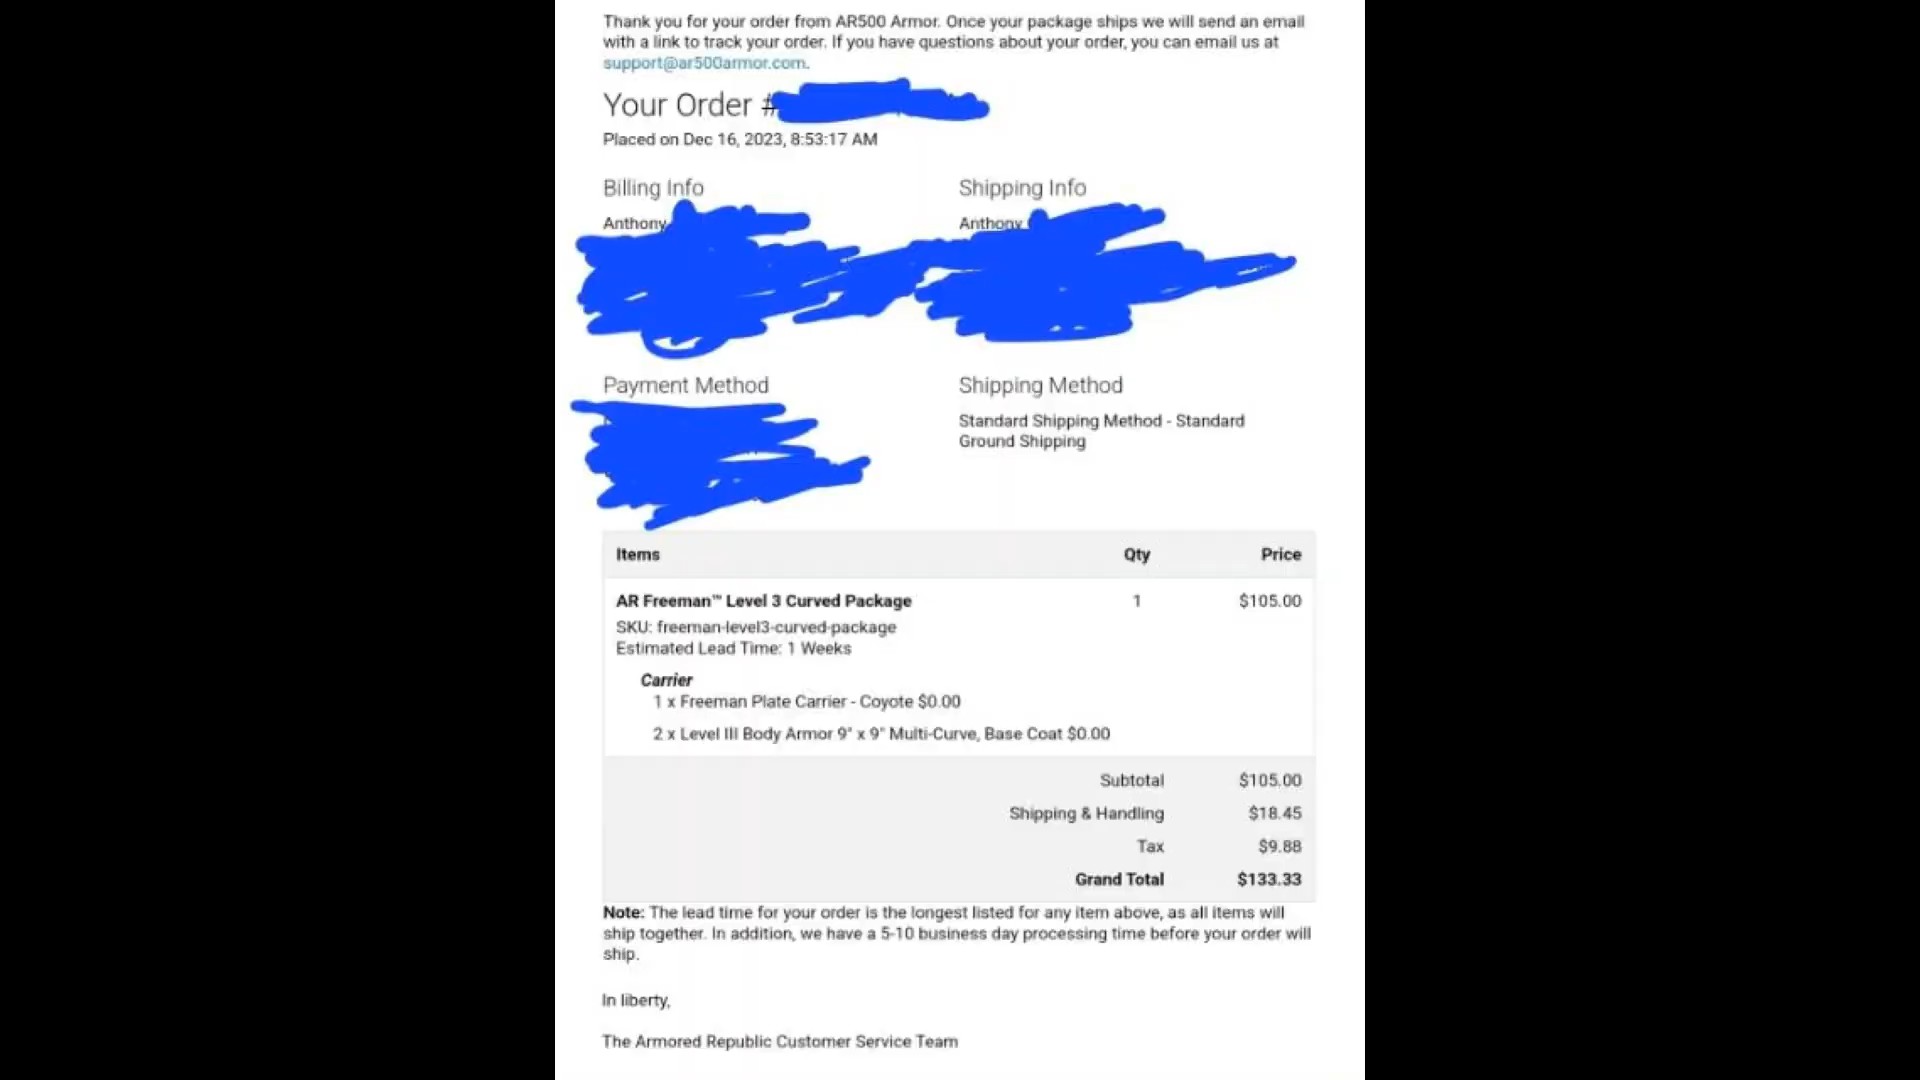 Thank you for your order from AR500 Armor. Once your package ships we will send an email
with a link to track your order. If you have questions about your order, you can email us at
support@ar500armor.com.
Your Order #
Placed on Dec 16, 2023, 8:53:17 AM
Billing Info
Shipping Info
Anthony
Anthony
Payment Method
Shipping Method
Standard Shipping Method - Standard
Ground Shipping
Items Qty Price
AR Freeman™ Level 3 Curved Package 1 $105.00
SKU: freeman-level3-curved-package
Estimated Lead Time: 1 Weeks
Carrier
1 x Freeman Plate Carrier - Coyote $0.00
2 x Level III Body Armor 9" x 9" Multi-Curve, Base Coat $0.00
Subtotal $105.00
Shipping & Handling $18.45
Tax $9.88
Grand Total $133.33
Note: The lead time for your order is the longest listed for any item above, as all items will
ship together. In addition, we have a 5-10 business day processing time before your order will
ship.
In liberty,
The Armored Republic Customer Service Team